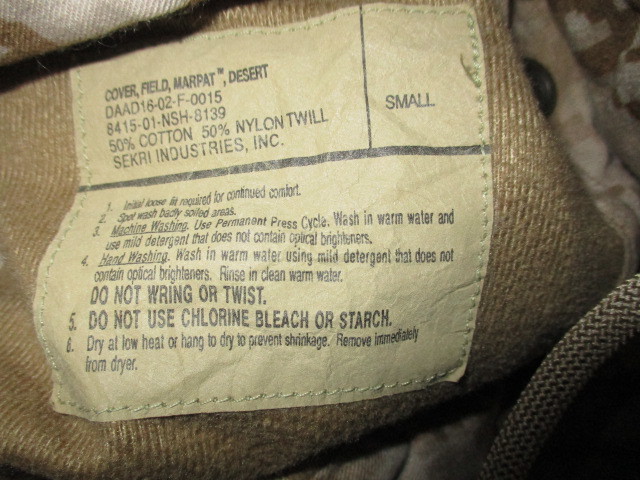 COVER, FIELD, MARPAT™, DESERT
DAAD16-02-F-0015
8415-01-NSH-8139
50% COTTON 50% NYLON TWILL
SEKRI INDUSTRIES, INC.
SMALL
1. Initial loose fit required for continued comfort.
2. Spot wash badly soiled areas.
3. Machine Washing. Use Permanent Press Cycle. Wash in warm water and
use mild detergent that does not contain optical brighteners.
4. Hand Washing. Wash in warm water using mild detergent that does not
contain optical brighteners. Rinse in clean warm water.
DO NOT WRING OR TWIST.
5. DO NOT USE CHLORINE BLEACH OR STARCH.
6. Dry at low heat or hang to dry to prevent shrinkage. Remove immediately
from dryer.